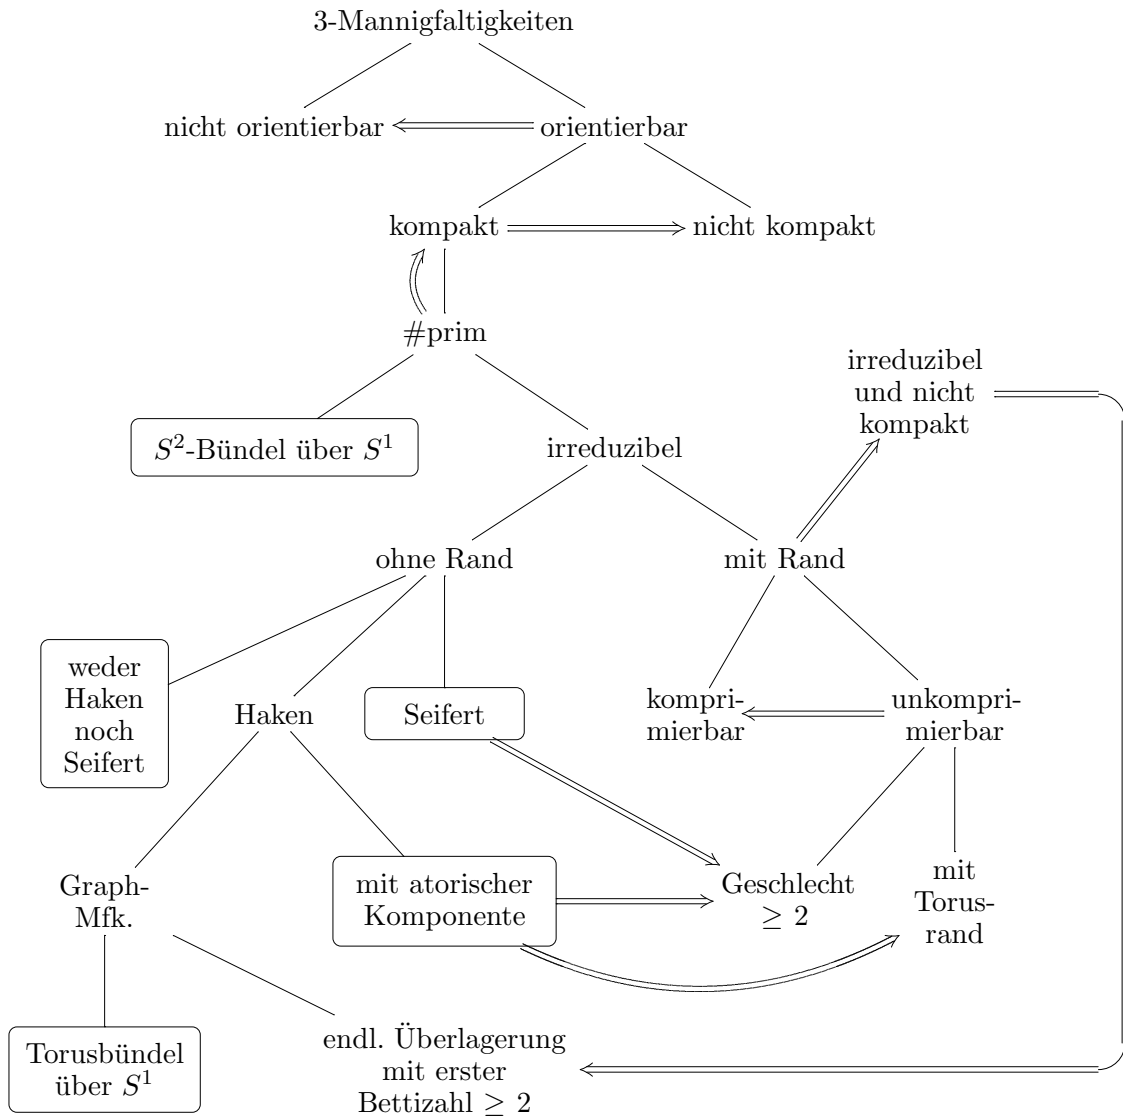 3-Mannigfaltigkeiten
nicht orientierbar
orientierbar
kompakt
nicht kompakt
#prim
irreduzibel
und nicht
kompakt
S²-Bündel über S¹
irreduzibel
ohne Rand
mit Rand
weder
Haken
noch
Seifert
Haken
Seifert
kompri-
mierbar
unkompri-
mierbar
Graph-
Mfk.
mit atorischer
Komponente
Geschlecht
≥ 2
mit
Torus-
rand
Torusbündel
über S¹
endl. Überlagerung
mit erster
Bettizahl ≥ 2